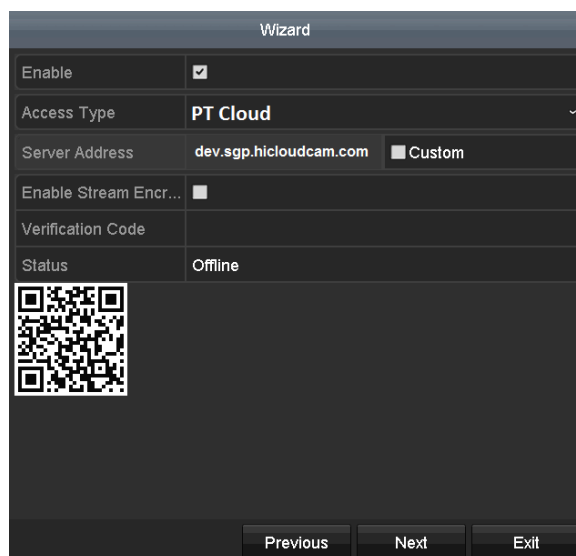 Wizard
Enable
Access Type PT Cloud
Server Address dev.sgp.hicloudcam.com Custom
Enable Stream Encr...
Verification Code
Status Offline
Previous Next Exit